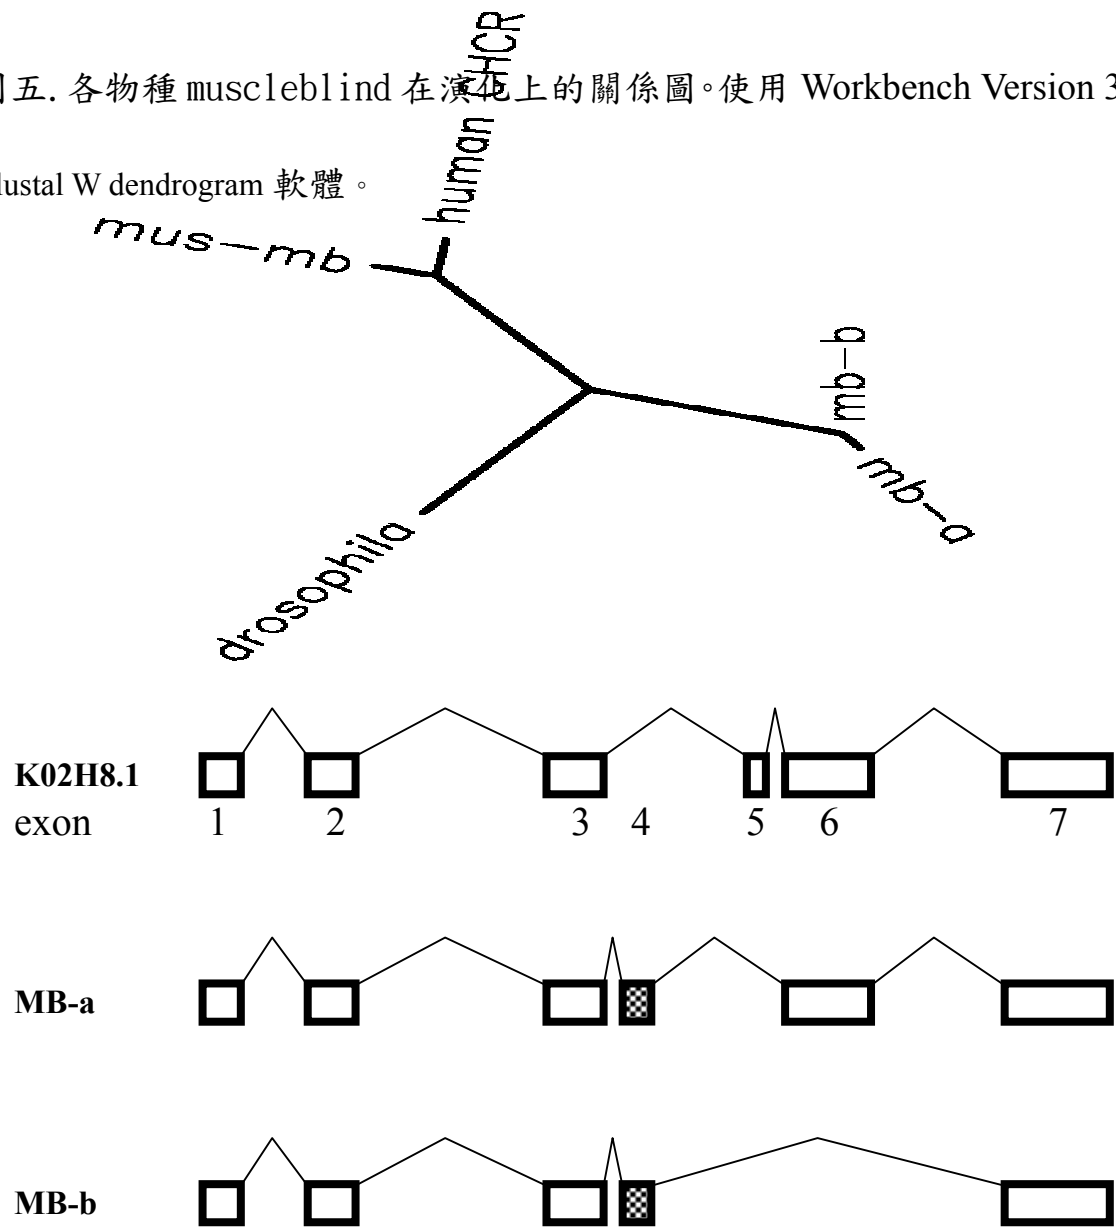 五. 各物種 muscleblind 在演化上的關係圖。使用 Workbench Version 3
lustal W dendrogram 軟體。
human HCR
mus-mb
mb-b
mb-a
drosophila
K02H8.1
exon 1 2 3 4 5 6 7
MB-a
MB-b